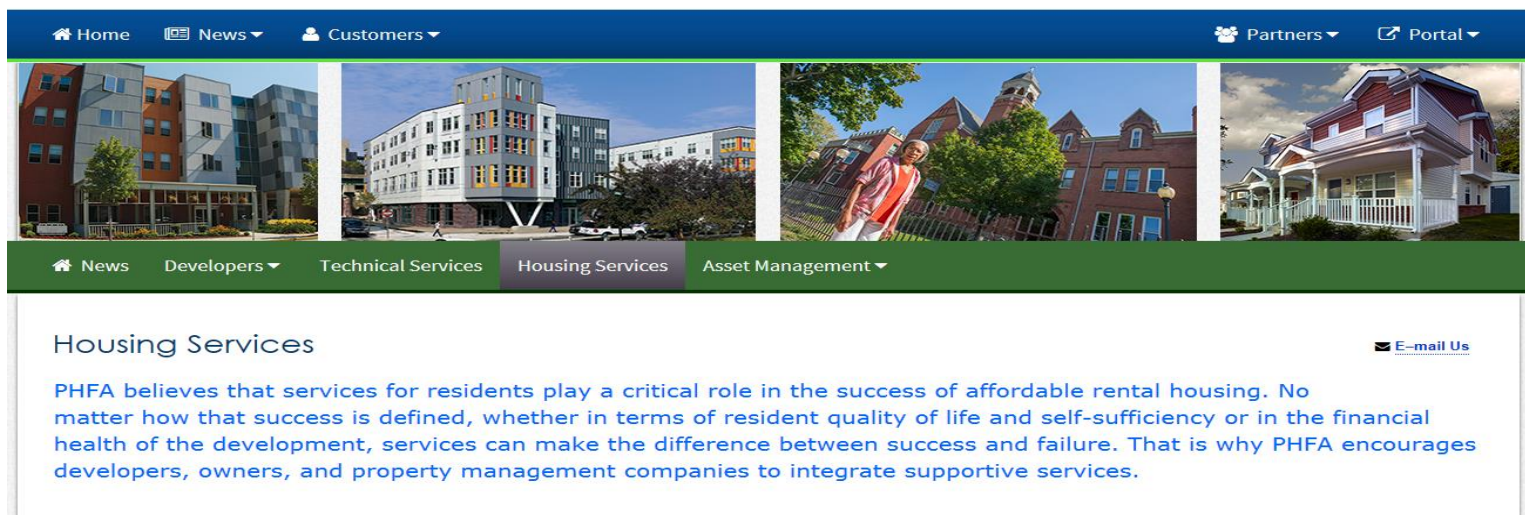 Home News Customers Partners Portal
News Developers Technical Services Housing Services Asset Management
Housing Services E-mail Us
PHFA believes that services for residents play a critical role in the success of affordable rental housing. No
matter how that success is defined, whether in terms of resident quality of life and self-sufficiency or in the financial
health of the development, services can make the difference between success and failure. That is why PHFA encourages
developers, owners, and property management companies to integrate supportive services.